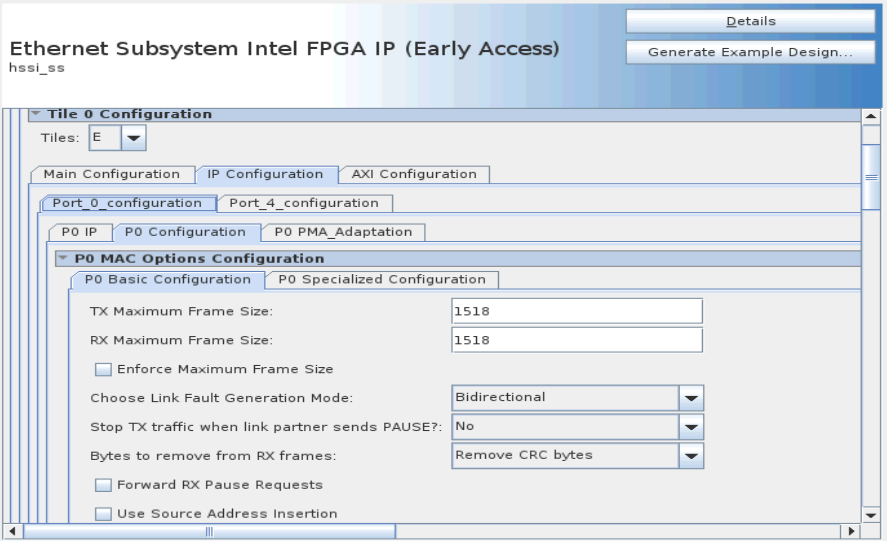 Details
Ethernet Subsystem Intel FPGA IP (Early Access)
hssi_ss
Generate Example Design...
Tile 0 Configuration
Tiles: E
Main Configuration IP Configuration AXI Configuration
Port_0_configuration Port_4_configuration
P0 IP P0 Configuration P0 PMA_Adaptation
P0 MAC Options Configuration
P0 Basic Configuration P0 Specialized Configuration
TX Maximum Frame Size: 1518
RX Maximum Frame Size: 1518
Enforce Maximum Frame Size
Choose Link Fault Generation Mode: Bidirectional
Stop TX traffic when link partner sends PAUSE?: No
Bytes to remove from RX frames: Remove CRC bytes
Forward RX Pause Requests
Use Source Address Insertion